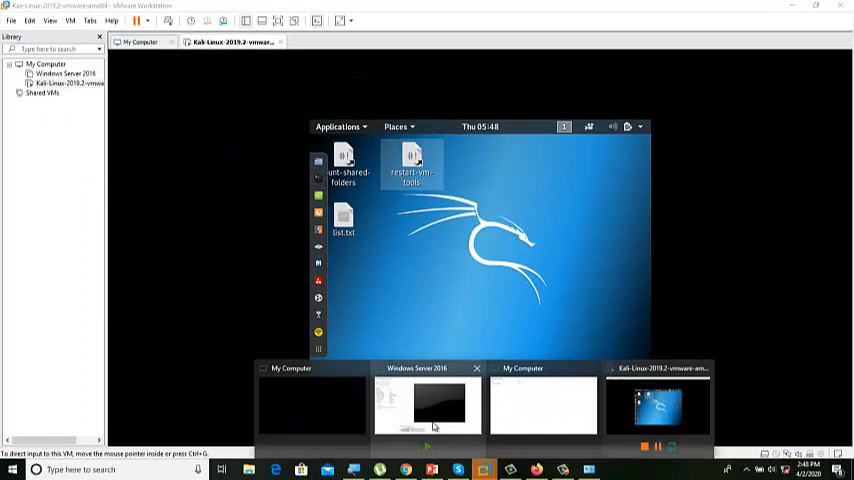 Kali-Linux-2019.2-vmware-amd64 - VMware Workstation
File Edit View VM Tabs Help
Library
Type here to search
My Computer
Windows Server 2016
Kali-Linux-2019.2-vmwa
Shared VMs
My Computer
Kali-Linux-2019.2-vmwar...
Applications Places Thu 05:48 1
unt-shared-folders
restart-vm-tools
list.txt
My Computer
Windows Server 2016
My Computer
Kali-Linux-2019.2-vmware-am...
To direct input to this VM, move the mouse pointer inside or press Ctrl+G.
Type here to search
2:48 PM
4/2/2020